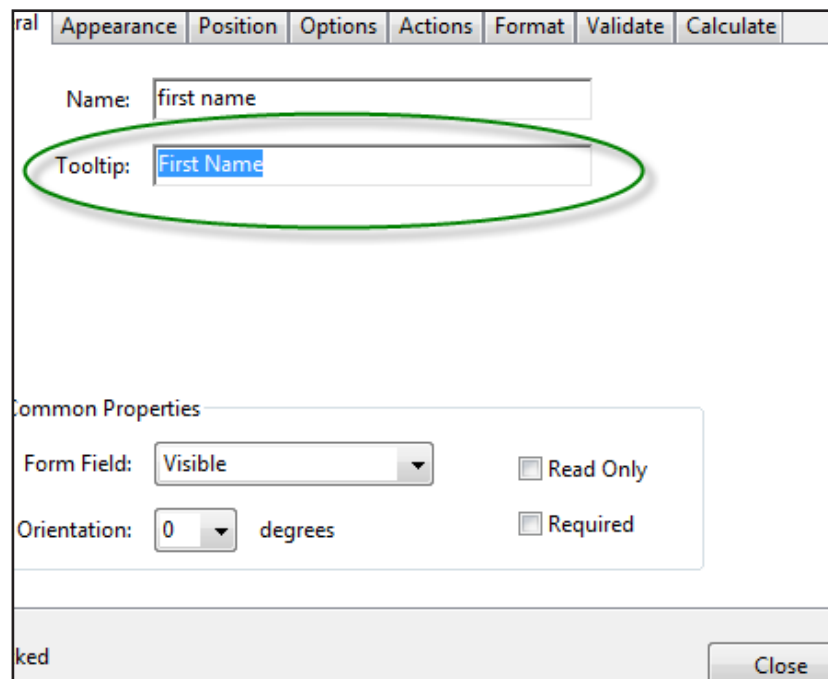 ral Appearance Position Options Actions Format Validate Calculate
Name: first name
Tooltip: First Name
Common Properties
Form Field: Visible Read Only
Orientation: 0 degrees Required
ked
Close